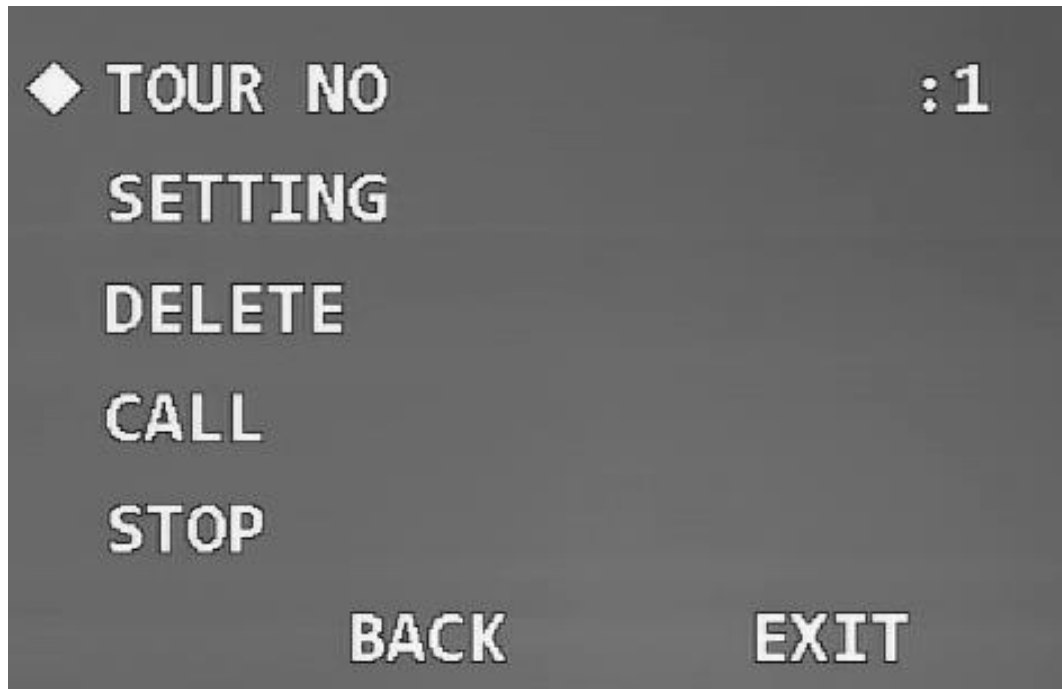 TOUR NO :1
SETTING
DELETE
CALL
STOP
BACK EXIT